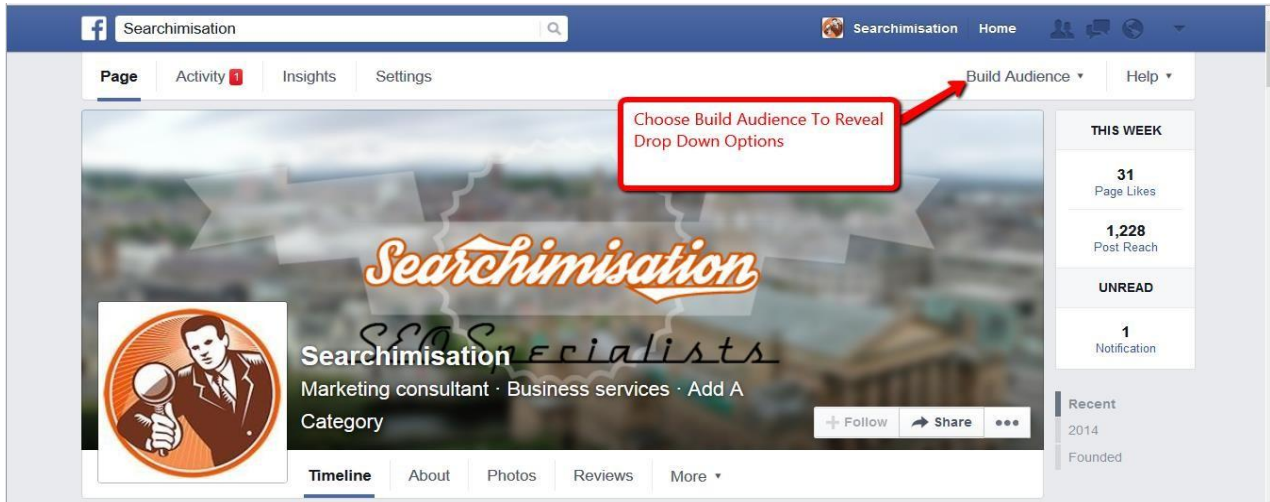 Searchimisation
Searchimisation Home
Page Activity 1 Insights Settings Build Audience Help
Choose Build Audience To Reveal
Drop Down Options
THIS WEEK
31
Page Likes
1,228
Post Reach
UNREAD
1
Notification
Searchimisation
SEO Specialists
Searchimisation
Marketing consultant · Business services · Add A
Category
Follow Share
Recent
2014
Founded
Timeline About Photos Reviews More